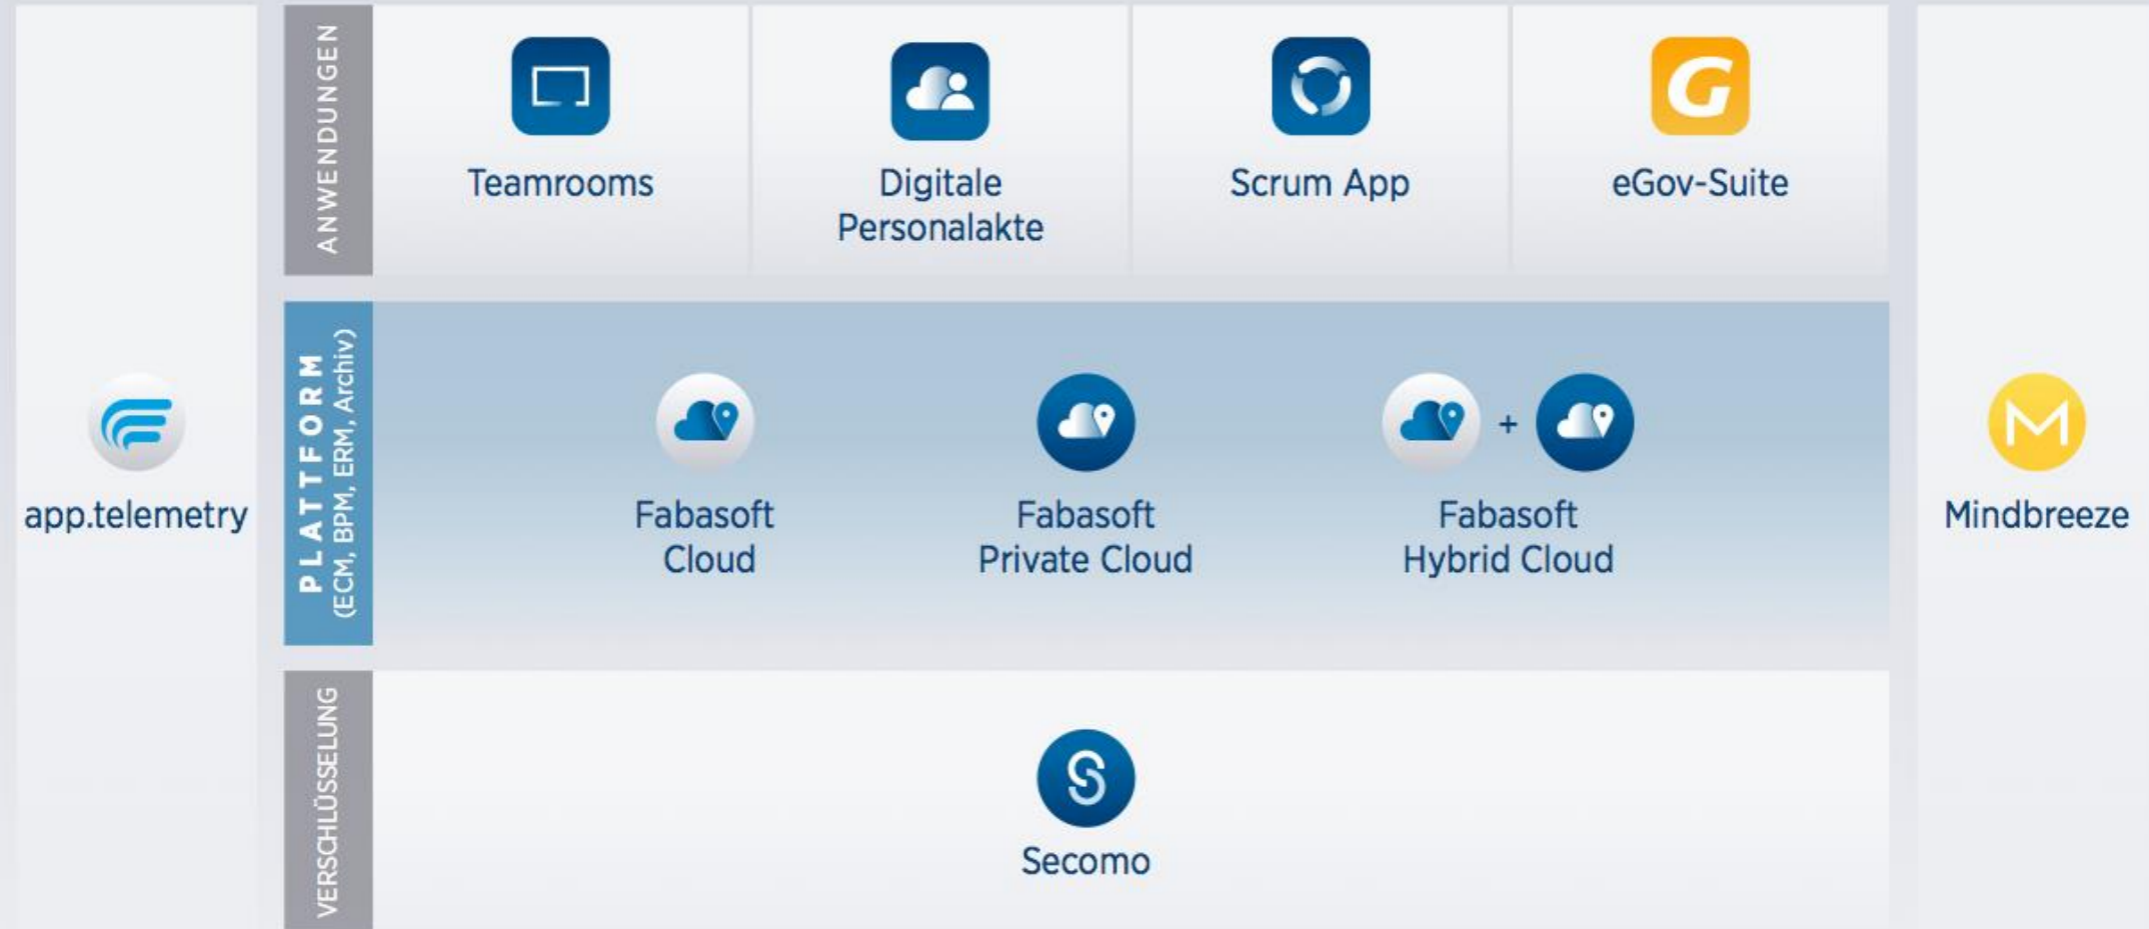 app.telemetry
ANWENDUNGEN
Teamrooms
Digitale
Personalakte
Scrum App
G
eGov-Suite
PLATTFORM
(ECM, BPM, ERM, Archiv)
Fabasoft
Cloud
Fabasoft
Private Cloud
+
Fabasoft
Hybrid Cloud
VERSCHLÜSSELUNG
S
Secomo
M
Mindbreeze